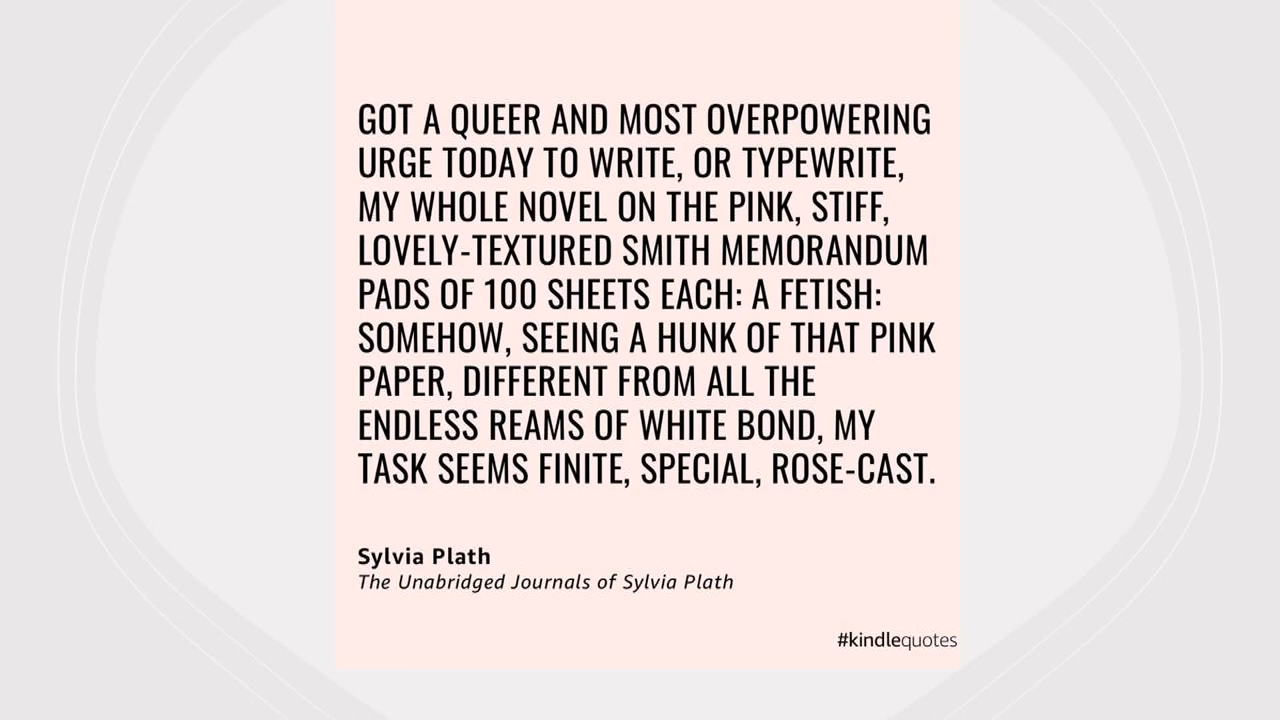 GOT A QUEER AND MOST OVERPOWERING
URGE TODAY TO WRITE, OR TYPEWRITE,
MY WHOLE NOVEL ON THE PINK, STIFF,
LOVELY-TEXTURED SMITH MEMORANDUM
PADS OF 100 SHEETS EACH: A FETISH:
SOMEHOW, SEEING A HUNK OF THAT PINK
PAPER, DIFFERENT FROM ALL THE
ENDLESS REAMS OF WHITE BOND, MY
TASK SEEMS FINITE, SPECIAL, ROSE-CAST.
Sylvia Plath
The Unabridged Journals of Sylvia Plath
#kindlequotes